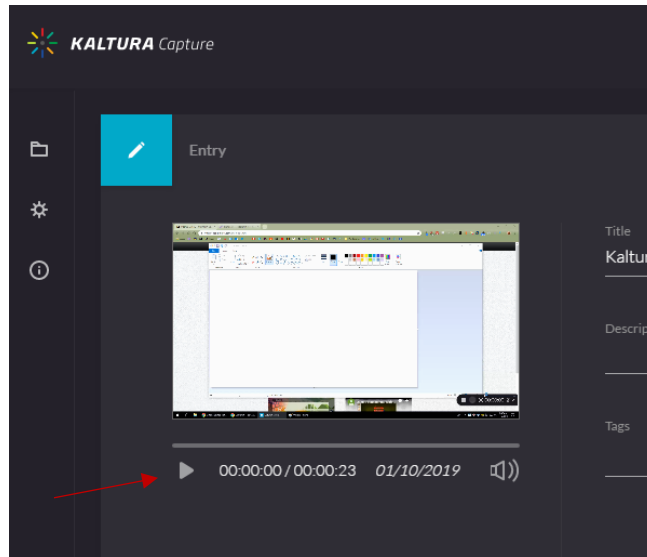 KALTURA Capture
Entry
Title
Kaltur
Descrip
Tags
00:00:00 / 00:00:23 01/10/2019